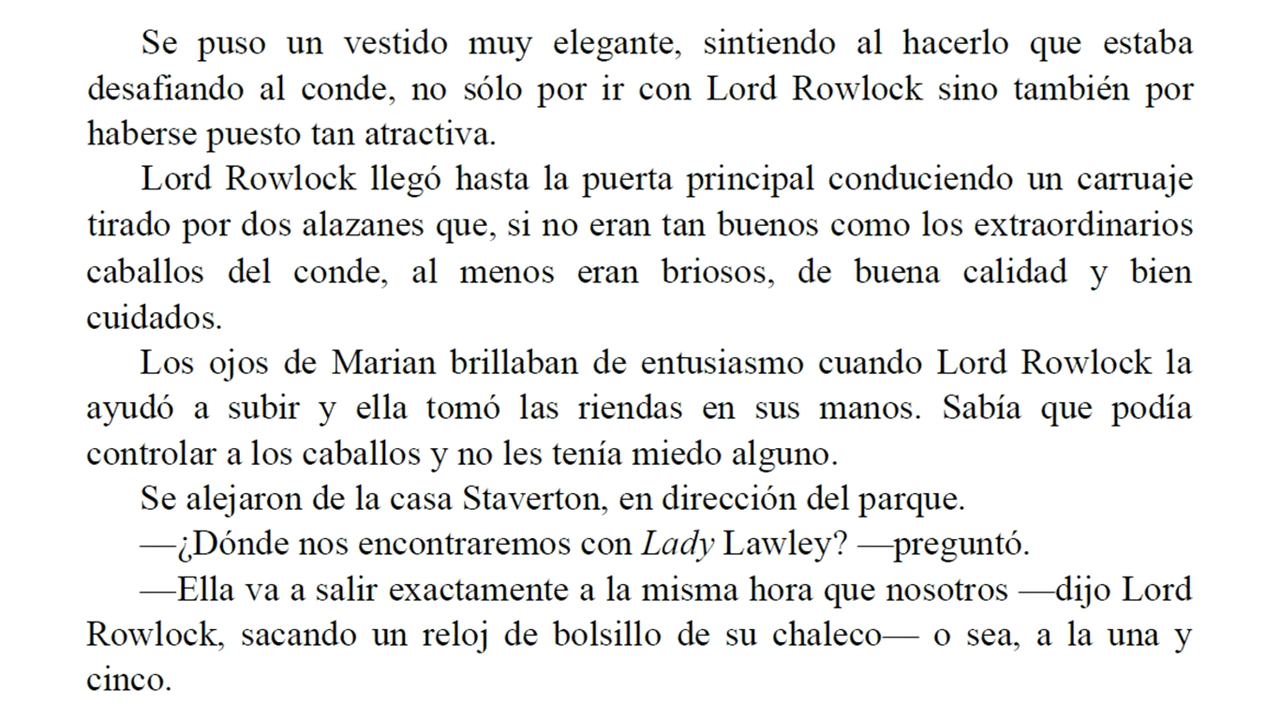 Se puso un vestido muy elegante, sintiendo al hacerlo que estaba
desafiando al conde, no sólo por ir con Lord Rowlock sino también por
haberse puesto tan atractiva.
Lord Rowlock llegó hasta la puerta principal conduciendo un carruaje
tirado por dos alazanes que, si no eran tan buenos como los extraordinarios
caballos del conde, al menos eran briosos, de buena calidad y bien
cuidados.
Los ojos de Marian brillaban de entusiasmo cuando Lord Rowlock la
ayudó a subir y ella tomó las riendas en sus manos. Sabía que podía
controlar a los caballos y no les tenía miedo alguno.
Se alejaron de la casa Staverton, en dirección del parque.
—¿Dónde nos encontraremos con Lady Lawley? —preguntó.
—Ella va a salir exactamente a la misma hora que nosotros —dijo Lord
Rowlock, sacando un reloj de bolsillo de su chaleco— o sea, a la una y
cinco.